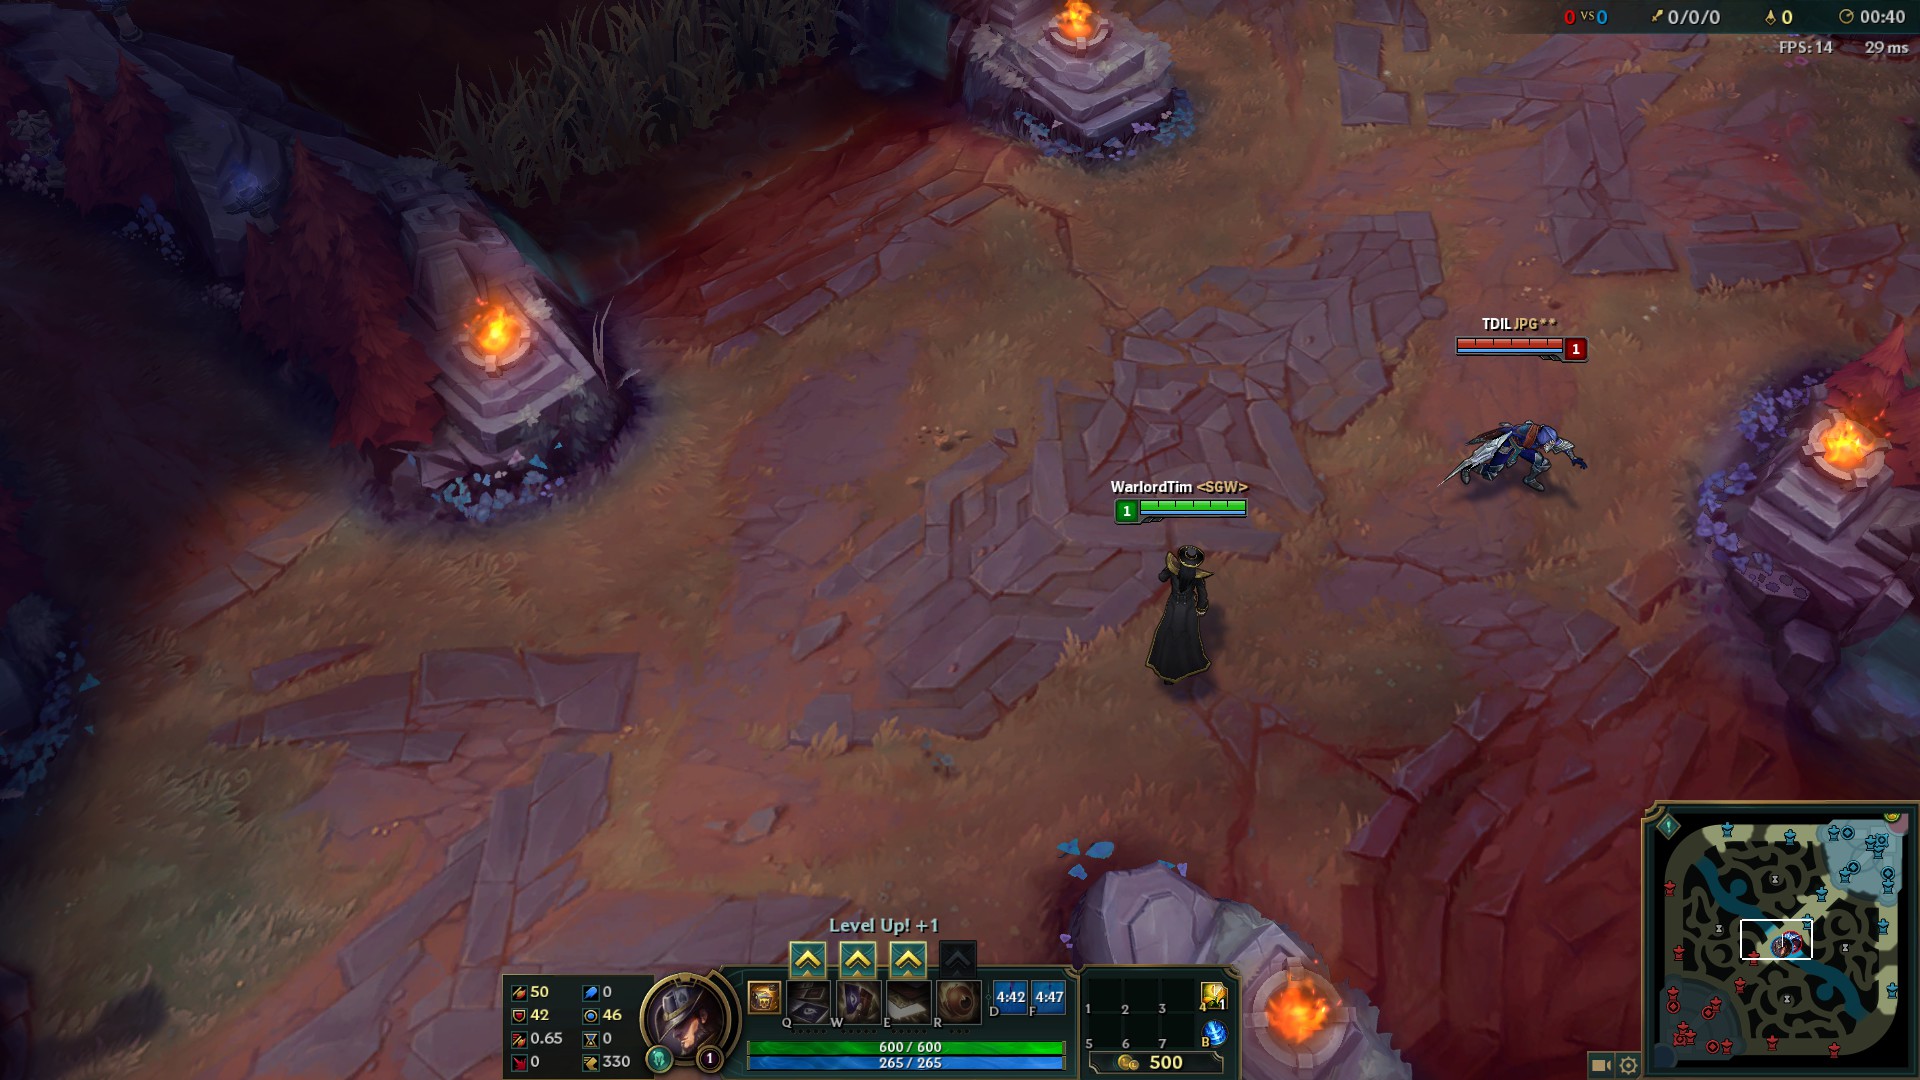 0 VS 0 0/0/0 0 00:40
FPS: 14 29 ms
TDIL JPG**
1
WarlordTim <SGW>
1
Level Up! +1
50 0
42 46
0.65 0
0 330
1
Q W E R D F
4:42 4:47
600 / 600
265 / 265
1 2 3 4
1
5 6 7 B
500